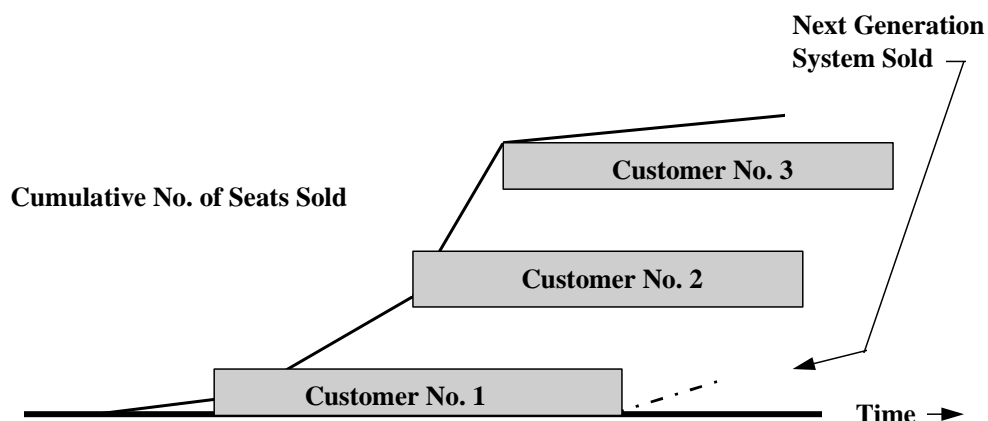 Next Generation
System Sold
Customer No. 3
Cumulative No. of Seats Sold
Customer No. 2
Customer No. 1
Time